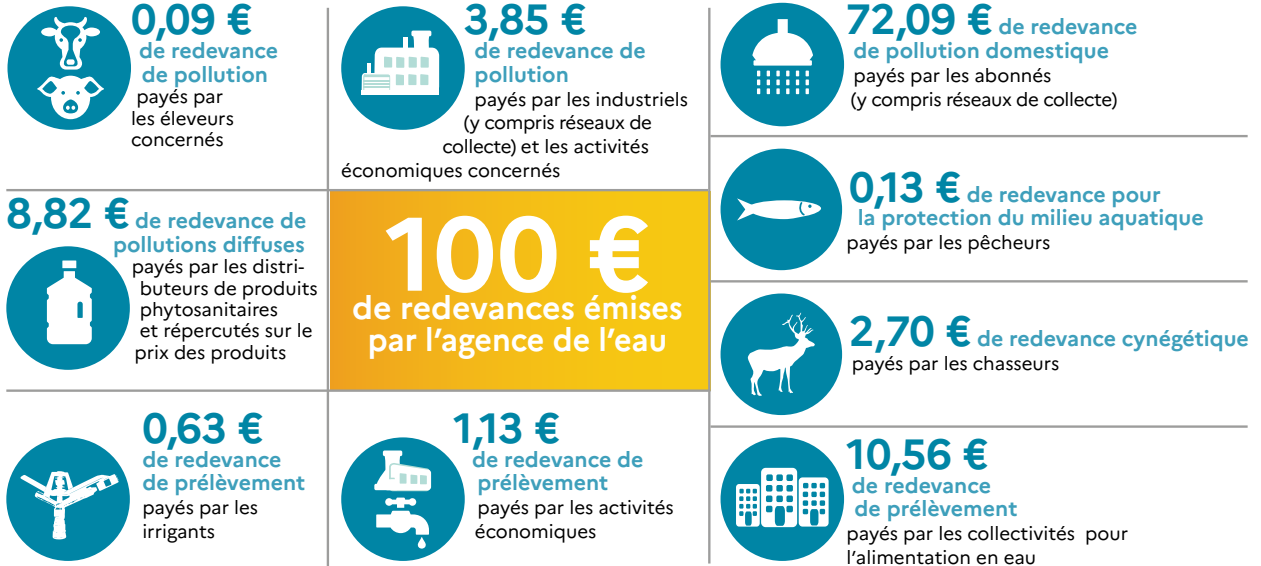 0,09 €
de redevance
de pollution
payés par
les éleveurs
concernés
3,85 €
de redevance de
pollution
payés par les industriels
(y compris réseaux de
collecte) et les activités
économiques concernés
72,09 € de redevance
de pollution domestique
payés par les abonnés
(y compris réseaux de collecte)
8,82 € de redevance de
pollutions diffuses
payés par les distri-
buteurs de produits
phytosanitaires
et répercutés sur le
prix des produits
100 €
de redevances émises
par l'agence de l'eau
0,13 € de redevance pour
la protection du milieu aquatique
payés par les pêcheurs
2,70 € de redevance cynégétique
payés par les chasseurs
0,63 €
de redevance
de prélèvement
payés par les
irrigants
1,13 €
de redevance de
prélèvement
payés par les activités
économiques
10,56 €
de redevance
de prélèvement
payés par les collectivités pour
l'alimentation en eau